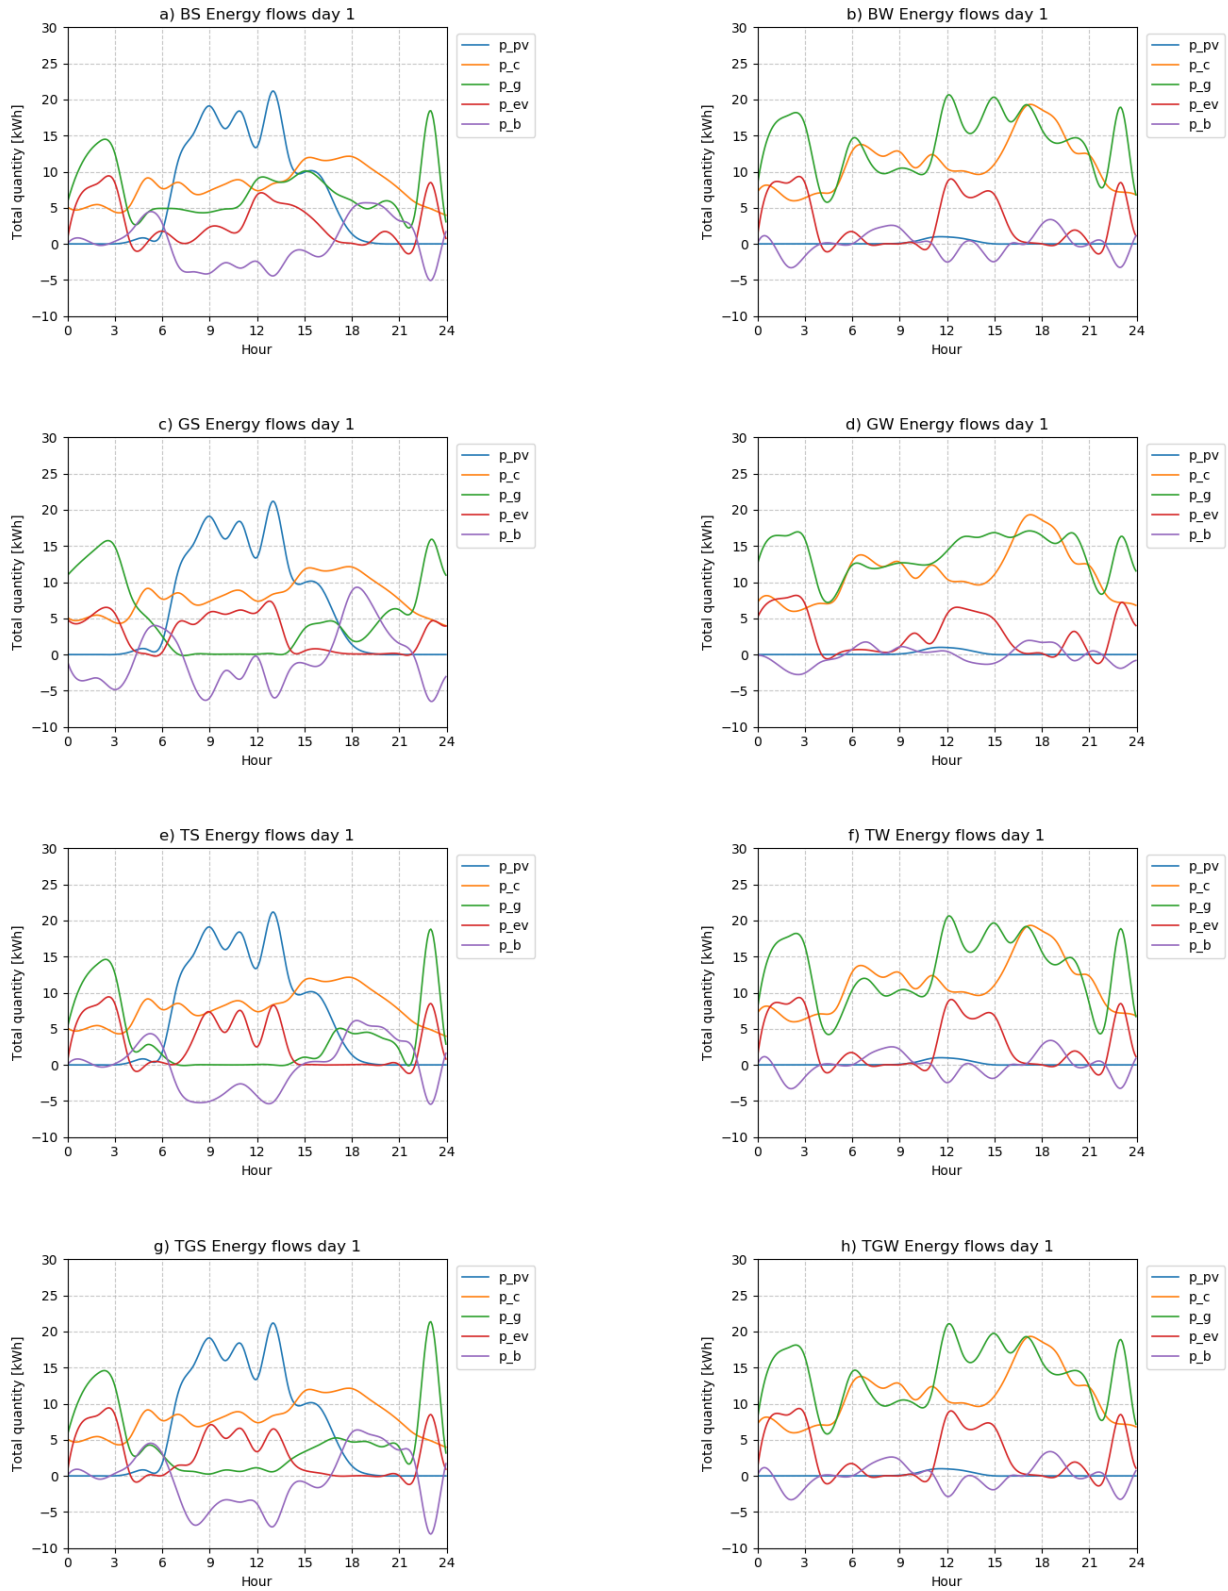 a) BS Energy flows day 1
30
25
20
15
10
5
0
−5
−10
Total quantity [kWh]
0 3 6 9 12 15 18 21 24
Hour
p_pv
p_c
p_g
p_ev
p_b
b) BW Energy flows day 1
30
25
20
15
10
5
0
−5
−10
Total quantity [kWh]
0 3 6 9 12 15 18 21 24
Hour
p_pv
p_c
p_g
p_ev
p_b
c) GS Energy flows day 1
30
25
20
15
10
5
0
−5
−10
Total quantity [kWh]
0 3 6 9 12 15 18 21 24
Hour
p_pv
p_c
p_g
p_ev
p_b
d) GW Energy flows day 1
30
25
20
15
10
5
0
−5
−10
Total quantity [kWh]
0 3 6 9 12 15 18 21 24
Hour
p_pv
p_c
p_g
p_ev
p_b
e) TS Energy flows day 1
30
25
20
15
10
5
0
−5
−10
Total quantity [kWh]
0 3 6 9 12 15 18 21 24
Hour
p_pv
p_c
p_g
p_ev
p_b
f) TW Energy flows day 1
30
25
20
15
10
5
0
−5
−10
Total quantity [kWh]
0 3 6 9 12 15 18 21 24
Hour
p_pv
p_c
p_g
p_ev
p_b
g) TGS Energy flows day 1
30
25
20
15
10
5
0
−5
−10
Total quantity [kWh]
0 3 6 9 12 15 18 21 24
Hour
p_pv
p_c
p_g
p_ev
p_b
h) TGW Energy flows day 1
30
25
20
15
10
5
0
−5
−10
Total quantity [kWh]
0 3 6 9 12 15 18 21 24
Hour
p_pv
p_c
p_g
p_ev
p_b